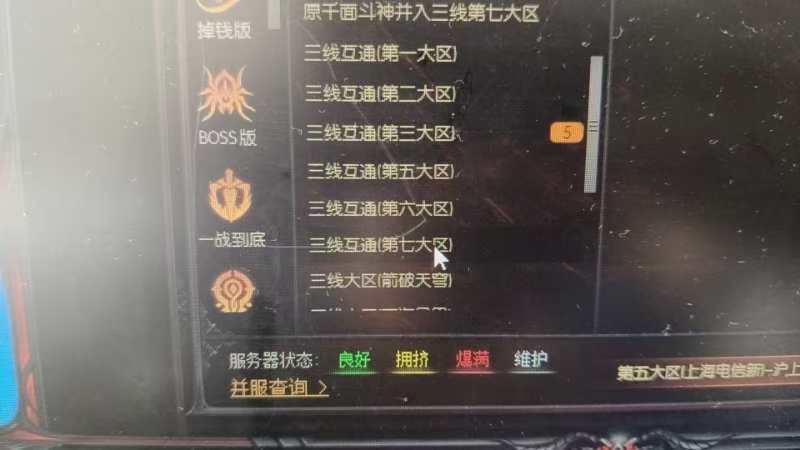 掉钱版
BOSS版
一战到底
原千面斗神并入三线第七大区
三线互通(第一大区)
三线互通(第二大区)
三线互通(第三大区)
5
三线互通(第五大区)
三线互通(第六大区)
三线互通(第七大区)
三线大区(箭破天穹)
服务器状态: 良好 拥挤 爆满 维护
并服查询 >
第五大区(上海电信新-沪上